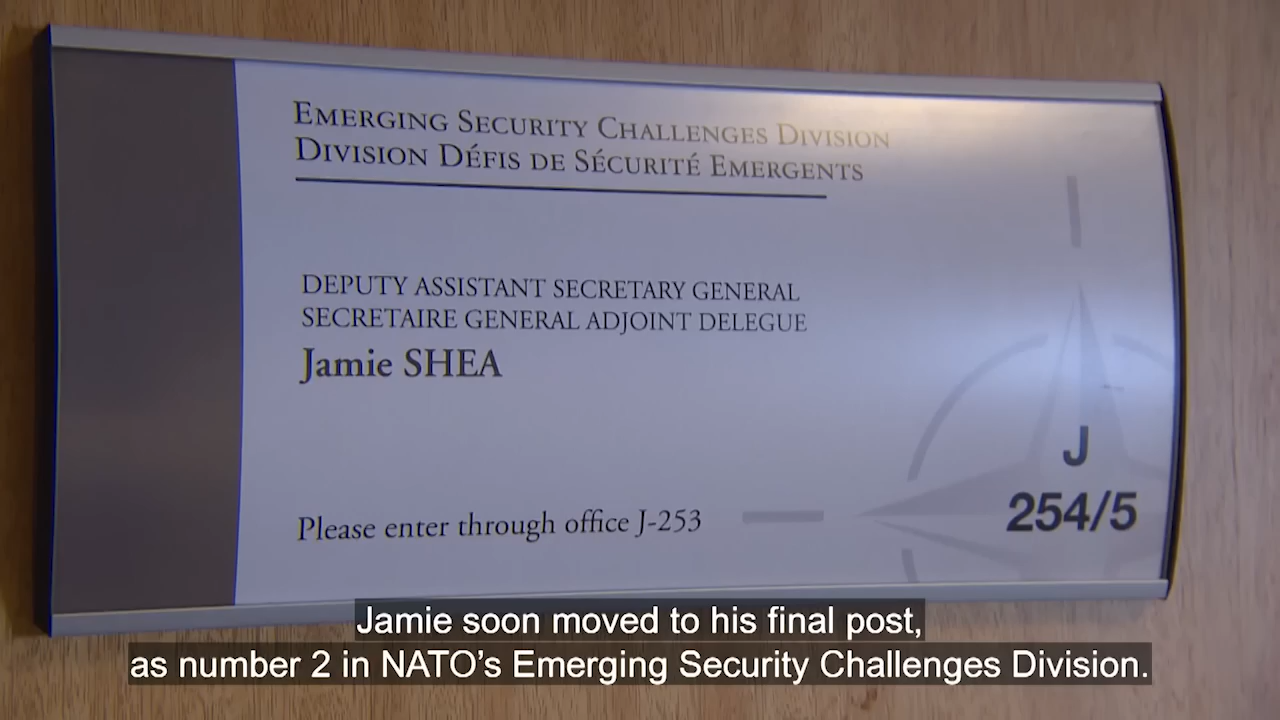 EMERGING SECURITY CHALLENGES DIVISION
DIVISION DÉFIS DE SÉCURITÉ EMERGENTS
DEPUTY ASSISTANT SECRETARY GENERAL
SECRETAIRE GENERAL ADJOINT DELEGUE
Jamie SHEA
Please enter through office J-253
J
254/5
Jamie soon moved to his final post,
as number 2 in NATO’s Emerging Security Challenges Division.